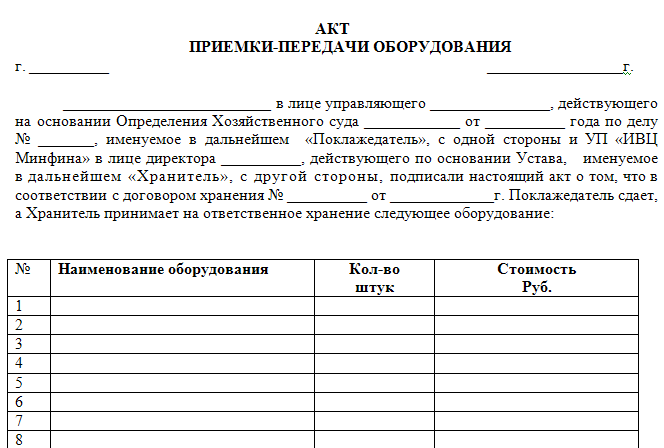 АКТ
ПРИЕМКИ-ПЕРЕДАЧИ ОБОРУДОВАНИЯ
г. __________ _________________г.
__________________________ в лице управляющего _______________, действующего
на основании Определения Хозяйственного суда ____________ от __________ года по делу
№ _______, именуемое в дальнейшем «Поклажедатель», с одной стороны и УП «ИВЦ
Минфина» в лице директора __________, действующего по основании Устава, именуемое
в дальнейшем «Хранитель», с другой стороны, подписали настоящий акт о том, что в
соответствии с договором хранения № __________ от _____________г. Поклажедатель сдает,
а Хранитель принимает на ответственное хранение следующее оборудование:
№ Наименование оборудования Кол-во штук Стоимость Руб.
1
2
3
4
5
6
7
8